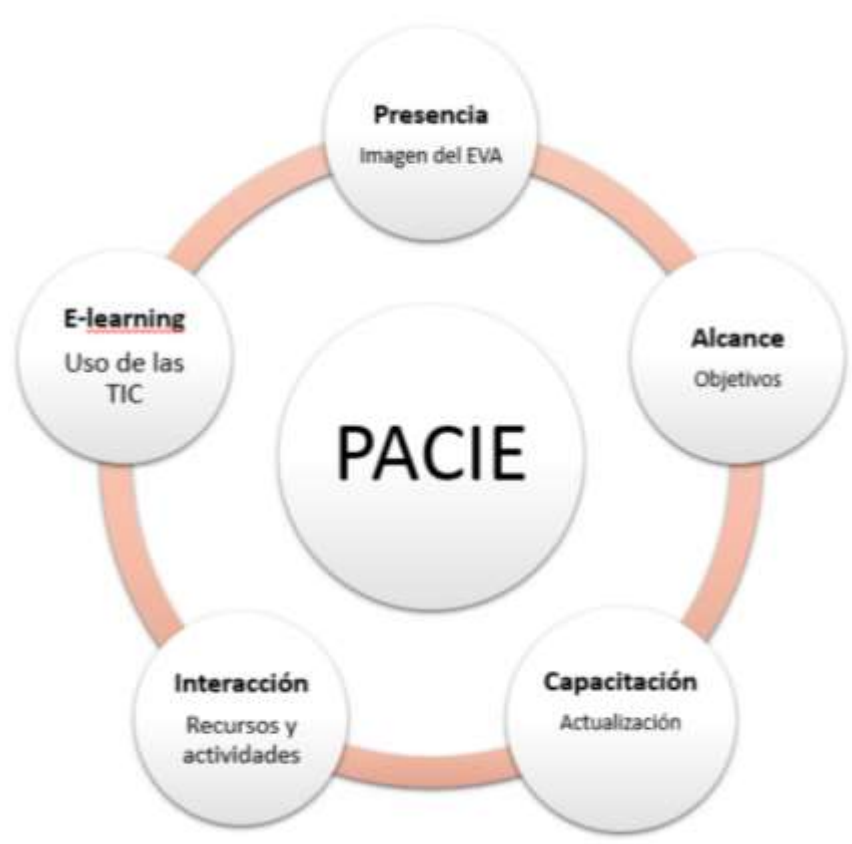 Presencia
Imagen del EVA
Alcance
Objetivos
Capacitación
Actualización
Interacción
Recursos y
actividades
E-learning
Uso de las
TIC
PACIE